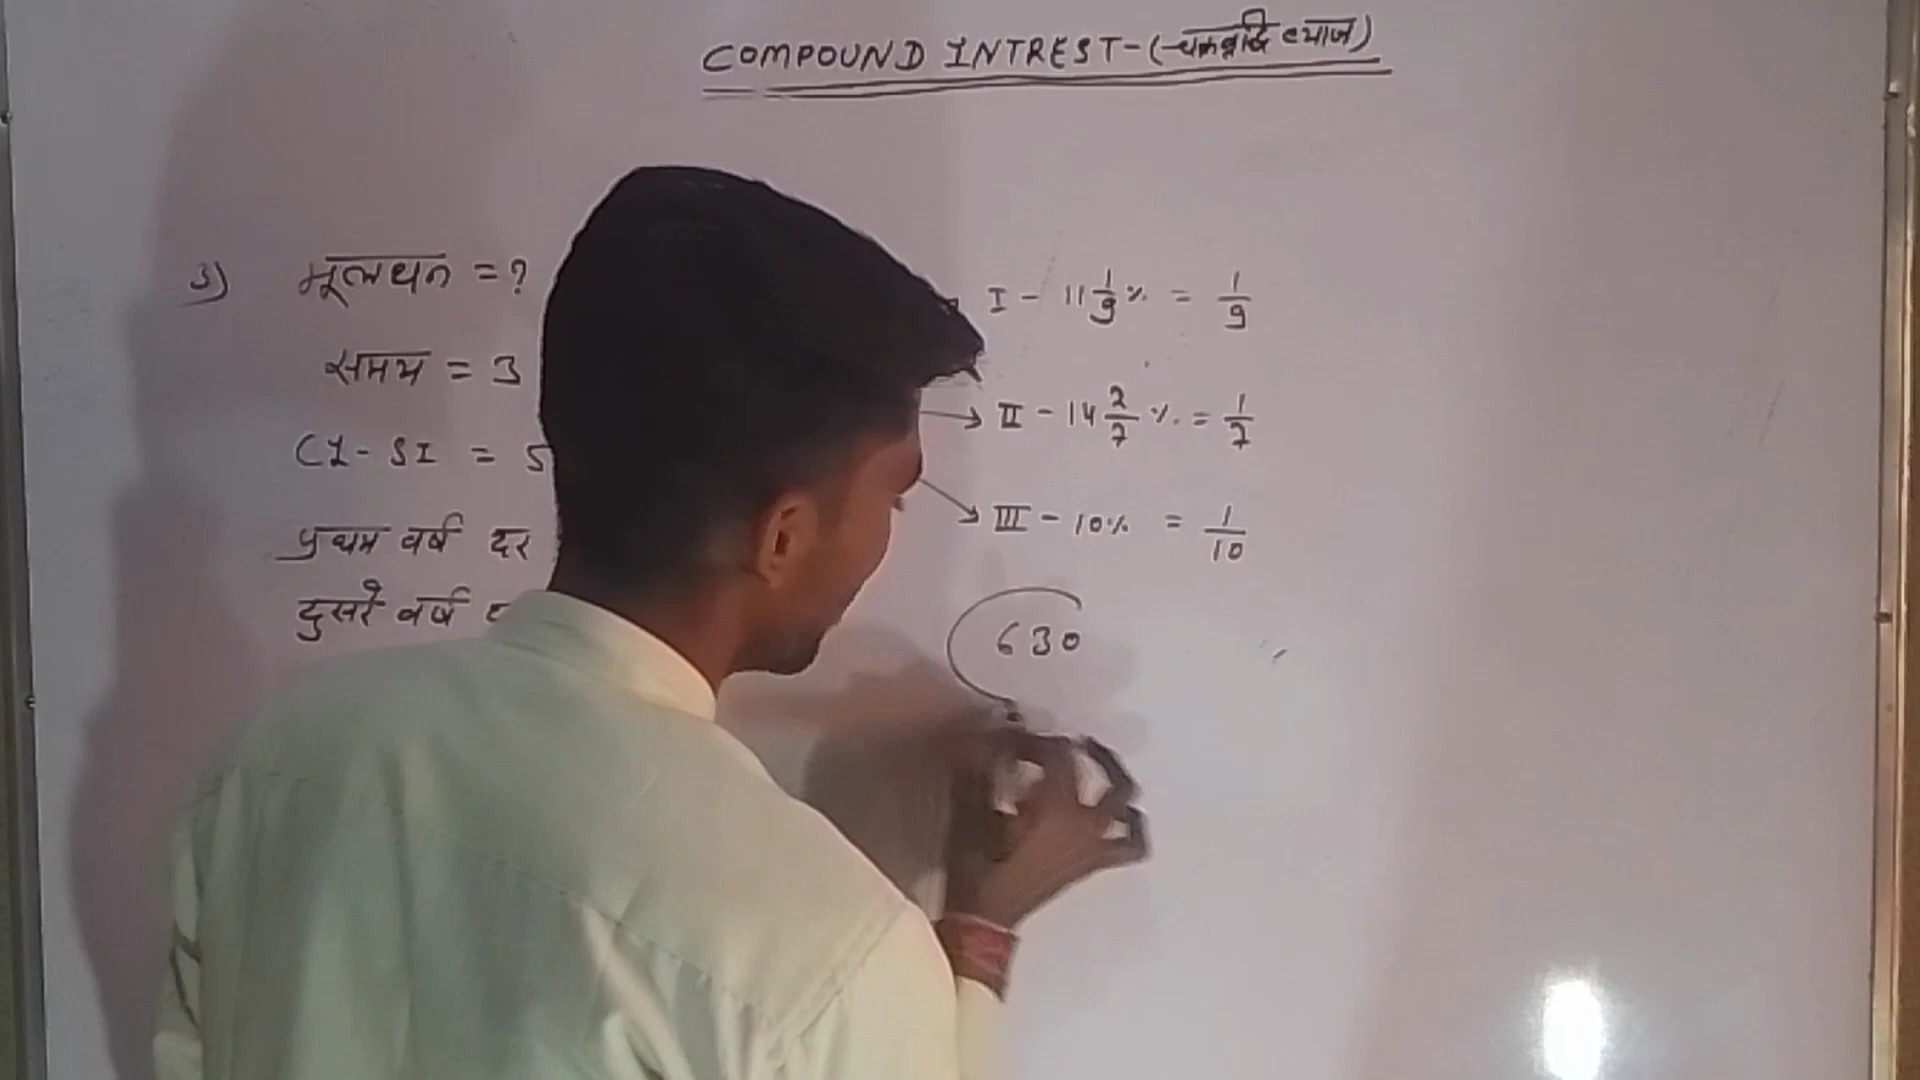 COMPOUND INTREST-(चक्रवृद्धि ब्याज)
3) मूलधन = ?
समय = 3
CI - SI = 5
प्रथम वर्ष दर
दुसरे वर्ष
I - 11 1/9 % = 1/9
II - 14 2/7 % = 1/7
III - 10% = 1/10
630